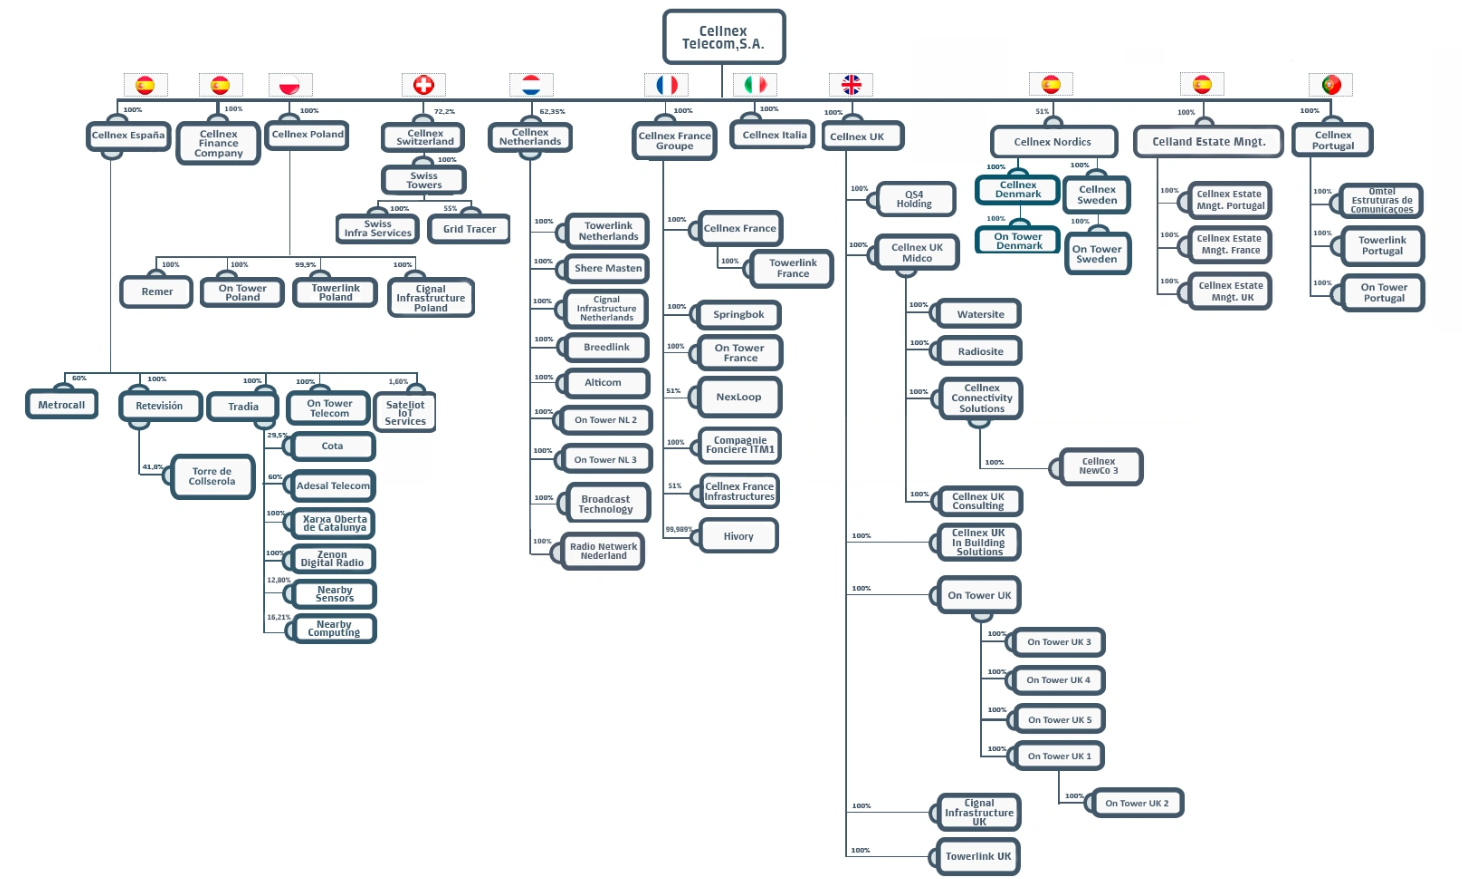 Cellnex
Telecom,S.A.
100%
100%
100%
72,2%
62,35%
100%
100%
100%
51%
100%
100%
Cellnex España
Cellnex
Finance
Company
Cellnex Poland
Cellnex
Switzerland
Cellnex
Netherlands
Cellnex France
Groupe
Cellnex Italia
Cellnex UK
Cellnex Nordics
Celland Estate Mngt.
Cellnex
Portugal
100%
Swiss
Towers
100%
Swiss
Infra Services
55%
Grid Tracer
100%
Remer
100%
On Tower
Poland
99,9%
Towerlink
Poland
100%
Cignal
Infrastructure
Poland
60%
Metrocall
100%
Retevisión
100%
Tradia
100%
On Tower
Telecom
1,60%
Sateliot
IoT
Services
41,8%
Torre de
Collserola
29,5%
Cota
60%
Adesal Telecom
100%
Xarxa Oberta
de Catalunya
100%
Zenon
Digital Radio
12,80%
Nearby
Sensors
16,21%
Nearby
Computing
100%
Towerlink
Netherlands
100%
Shere Masten
100%
Cignal
Infrastructure
Netherlands
100%
Breedlink
100%
Alticom
100%
On Tower NL 2
100%
On Tower NL 3
100%
Broadcast
Technology
100%
Radio Netwerk
Nederland
100%
Cellnex France
100%
Towerlink
France
100%
Springbok
100%
On Tower
France
51%
NexLoop
100%
Compagnie
Fonciere ITM1
51%
Cellnex France
Infrastructures
99,989%
Hivory
100%
QS4
Holding
100%
Cellnex UK
Midco
100%
Watersite
100%
Radiosite
100%
Cellnex
Connectivity
Solutions
100%
Cellnex
NewCo 3
100%
Cellnex UK
Consulting
100%
Cellnex UK
In Building
Solutions
100%
On Tower UK
100%
On Tower UK 3
100%
On Tower UK 4
100%
On Tower UK 5
100%
On Tower UK 1
100%
On Tower UK 2
100%
Cignal
Infrastructure
UK
100%
Towerlink UK
100%
Cellnex
Denmark
100%
On Tower
Denmark
100%
Cellnex
Sweden
100%
On Tower
Sweden
100%
Cellnex Estate
Mngt. Portugal
100%
Cellnex Estate
Mngt. France
100%
Cellnex Estate
Mngt. UK
100%
Omtel
Estruturas de
Comunicaçoes
100%
Towerlink
Portugal
100%
On Tower
Portugal